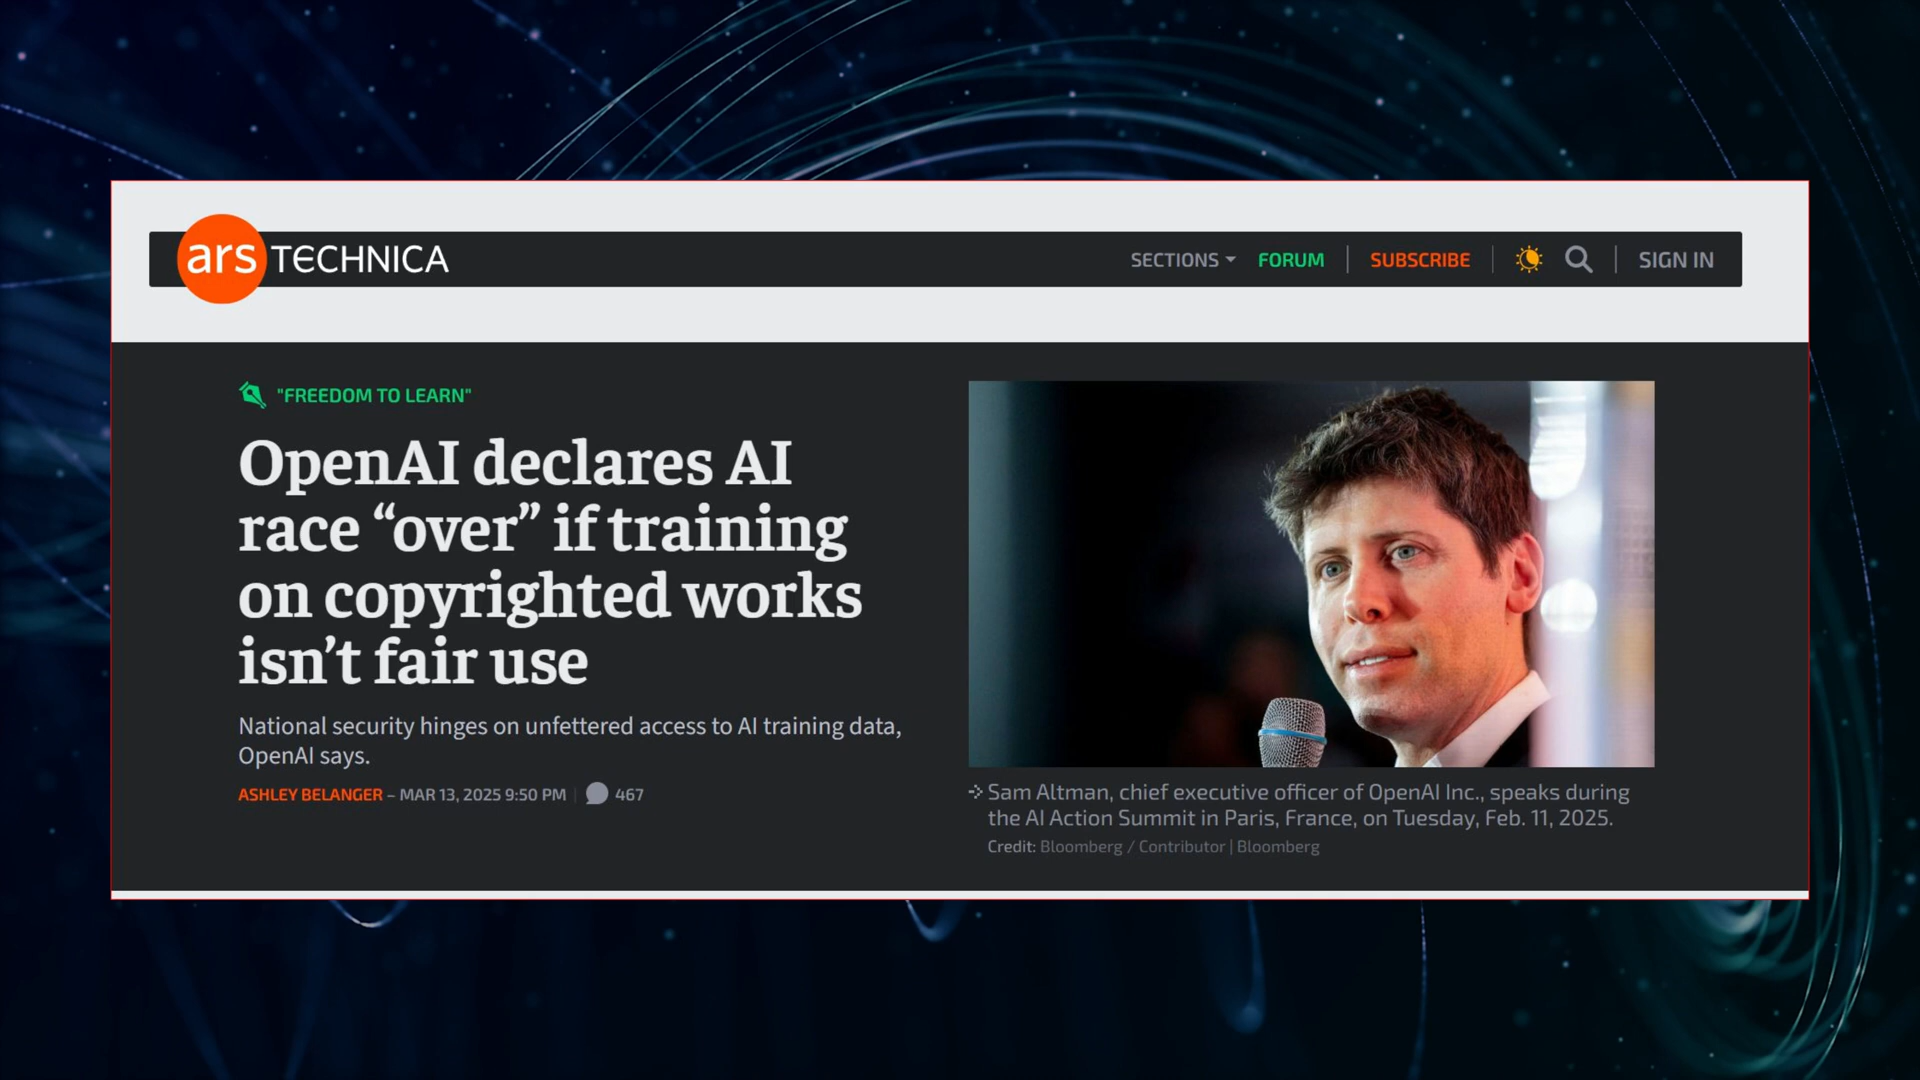 ars TECHNICA
SECTIONS FORUM SUBSCRIBE SIGN IN
"FREEDOM TO LEARN"
OpenAI declares AI
race “over” if training
on copyrighted works
isn’t fair use
National security hinges on unfettered access to AI training data,
OpenAI says.
ASHLEY BELANGER – MAR 13, 2025 9:50 PM 467
Sam Altman, chief executive officer of OpenAI Inc., speaks during
the AI Action Summit in Paris, France, on Tuesday, Feb. 11, 2025.
Credit: Bloomberg / Contributor | Bloomberg